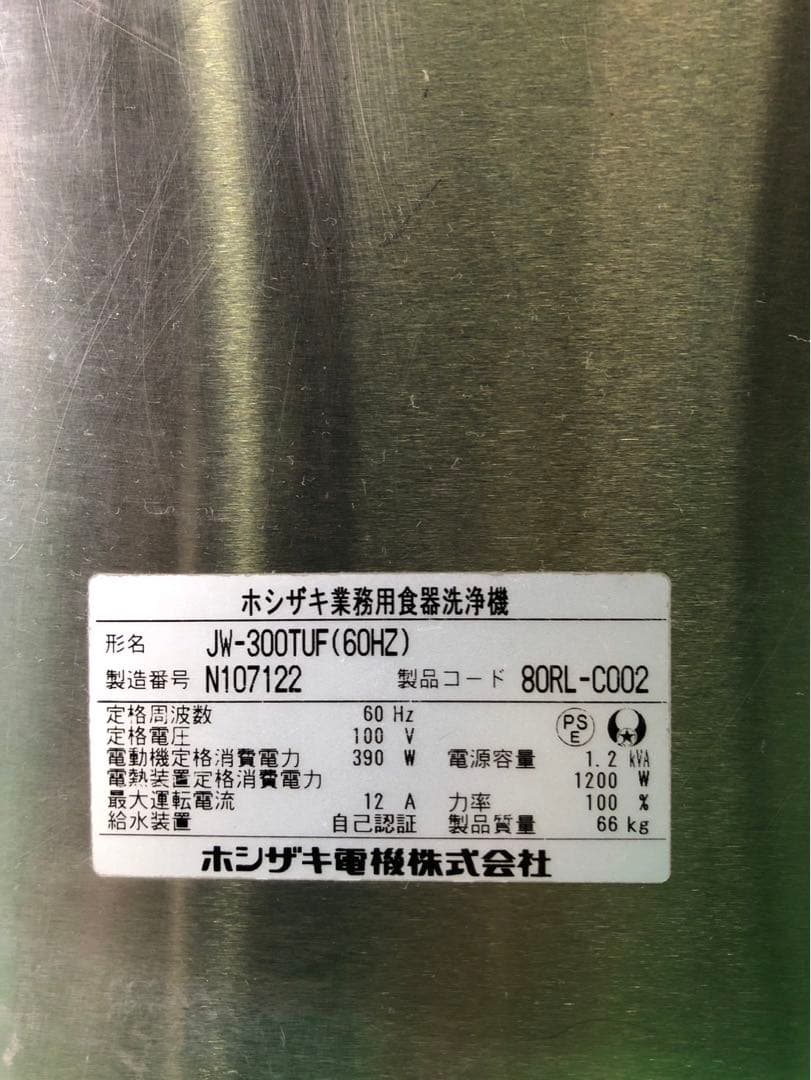 ホシザキ業務用食器洗浄機
形名 JW-300TUF(60HZ)
製造番号 N107122 製品コード 80RL-C002
定格周波数 60 Hz
定格電圧 100 V
電動機定格消費電力 390 W 電源容量 1.2 kVA
電熱装置定格消費電力 1200 W
最大運転電流 12 A 力率 100 %
給水装置 自己認証 製品質量 66 kg
PS
E
ホシザキ電機株式会社